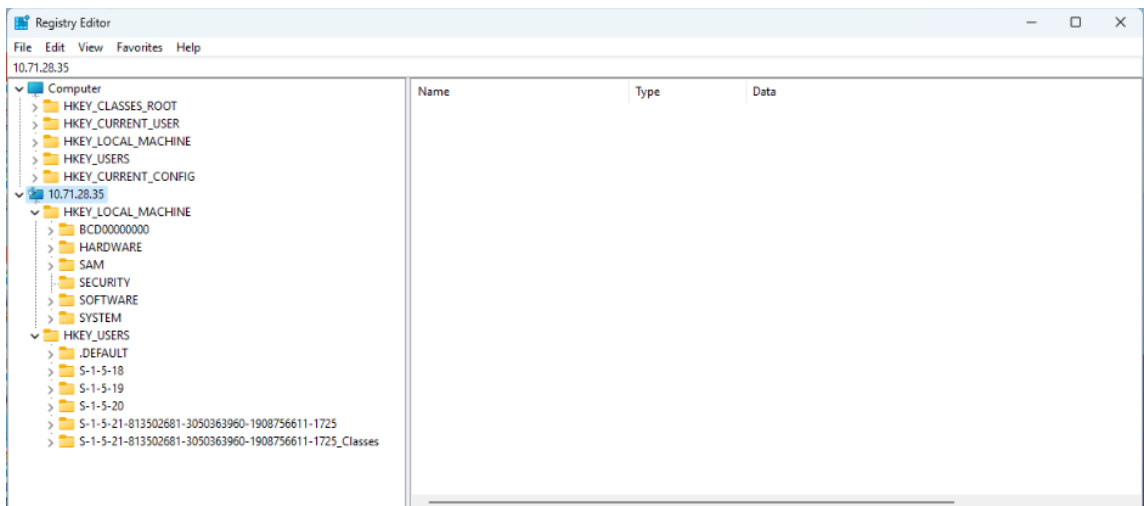 Registry Editor
File Edit View Favorites Help
10.71.28.35
Computer
HKEY_CLASSES_ROOT
HKEY_CURRENT_USER
HKEY_LOCAL_MACHINE
HKEY_USERS
HKEY_CURRENT_CONFIG
10.71.28.35
HKEY_LOCAL_MACHINE
BCD00000000
HARDWARE
SAM
SECURITY
SOFTWARE
SYSTEM
HKEY_USERS
.DEFAULT
S-1-5-18
S-1-5-19
S-1-5-20
S-1-5-21-813502681-3050363960-1908756611-1725
S-1-5-21-813502681-3050363960-1908756611-1725_Classes
Name Type Data